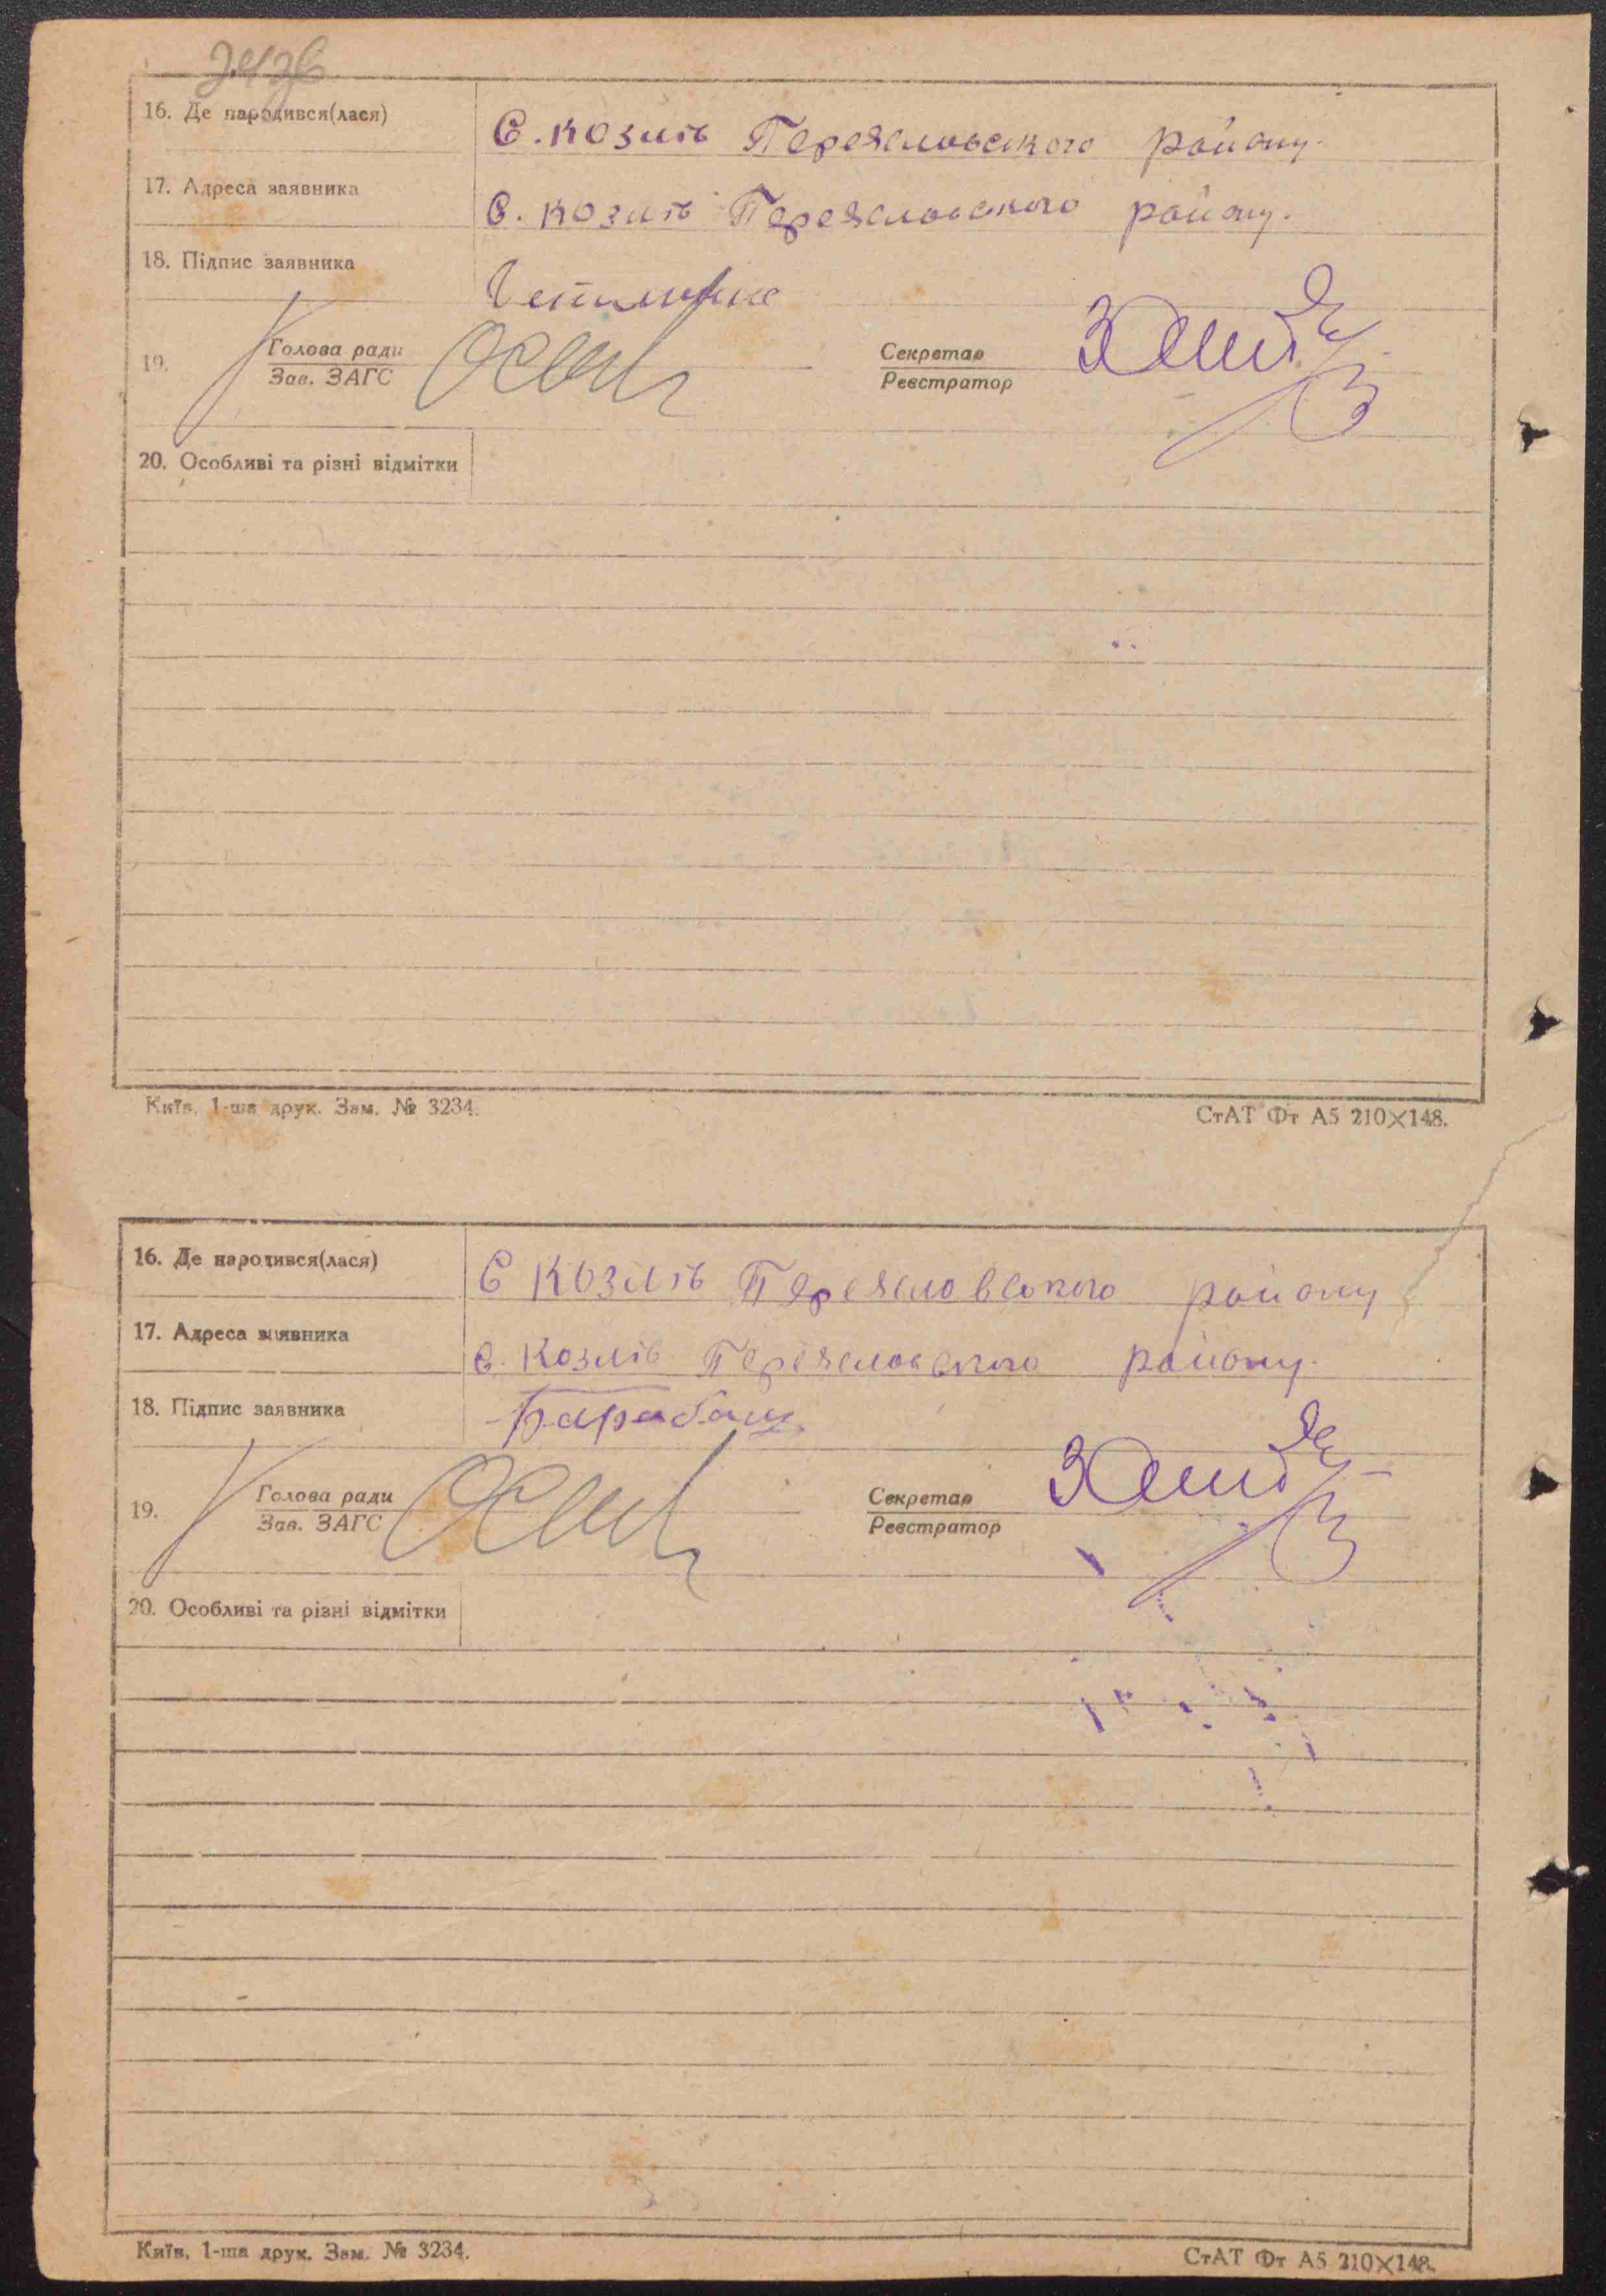 16. Де народився(лася)
С. козлів Переяславського району.
17. Адреса заявника
С. козлів Переяславського району.
18. Підпис заявника
19. Голова ради
Зав. ЗАГС
Секретар
Реєстратор
20. Особливі та різні відмітки
Київ, 1-ша друк. Зам. № 3234.
СтАТ Фт А5 210×148.
16. Де народився(лася)
С Козлів Переяславського району
17. Адреса заявника
С. Козлів Переяславського району.
18. Підпис заявника
Барабаш
19. Голова ради
Зав. ЗАГС
Секретар
Реєстратор
20. Особливі та різні відмітки
Київ, 1-ша друк. Зам. № 3234.
СтАТ Фт А5 210×148.